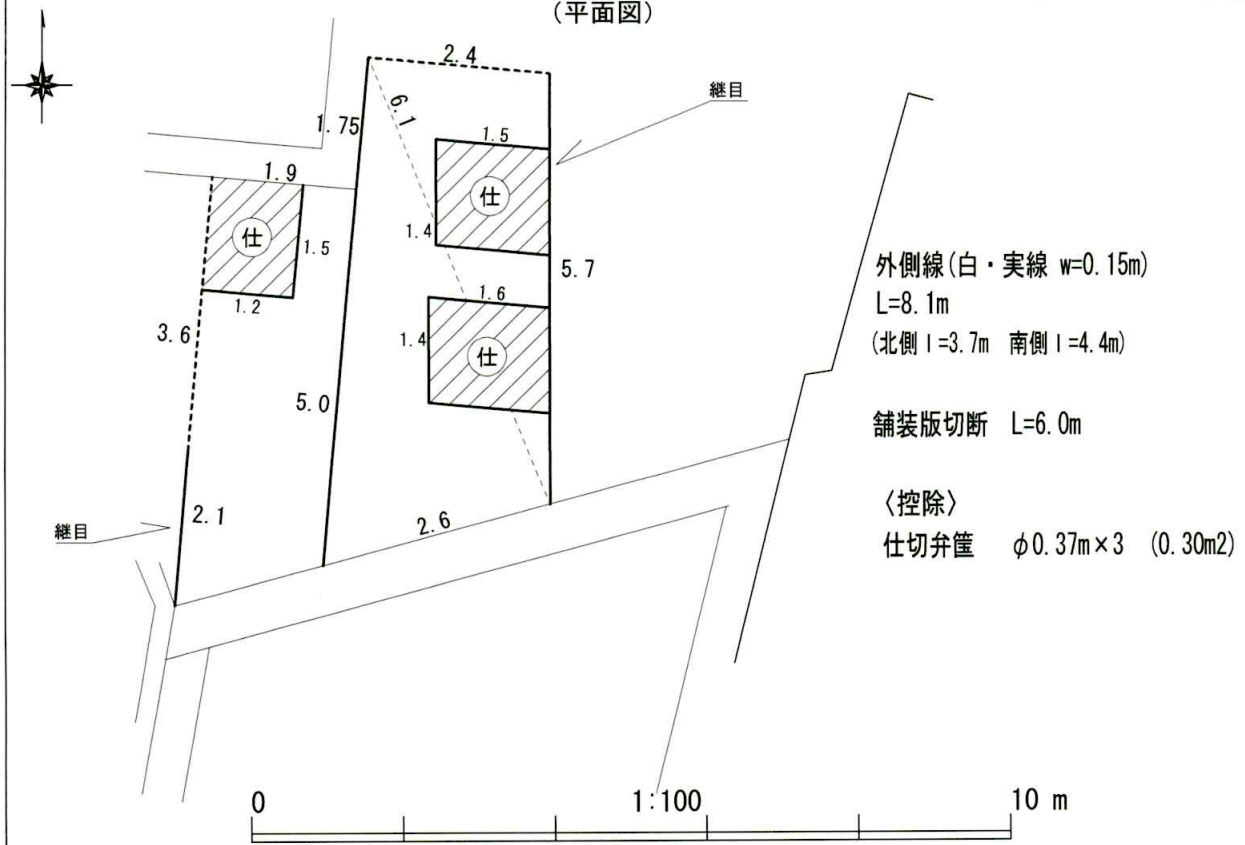 (平面図)
2.4
継目
6.1
1.75
1.5
1.9
仕
仕
1.4
1.5
5.7
1.2
1.6
3.6
1.4
仕
5.0
2.1
2.6
継目
外側線(白・実線 w=0.15m)
L=8.1m
(北側 l=3.7m 南側 l=4.4m)
舗装版切断 L=6.0m
〈控除〉
仕切弁筐 φ0.37m×3 (0.30m2)
0 1:100 10 m